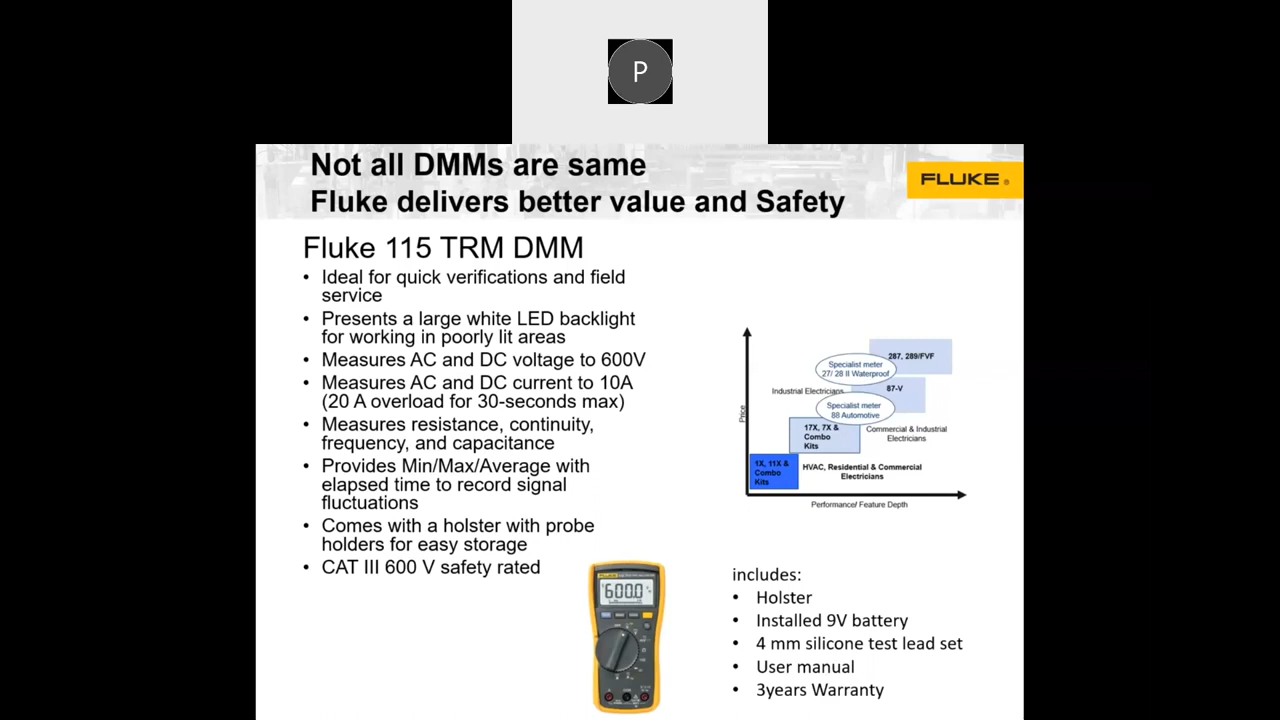 P
Not all DMMs are same
Fluke delivers better value and Safety
FLUKE ®
Fluke 115 TRM DMM
• Ideal for quick verifications and field
service
• Presents a large white LED backlight
for working in poorly lit areas
• Measures AC and DC voltage to 600V
• Measures AC and DC current to 10A
(20 A overload for 30-seconds max)
• Measures resistance, continuity,
frequency, and capacitance
• Provides Min/Max/Average with
elapsed time to record signal
fluctuations
• Comes with a holster with probe
holders for easy storage
• CAT III 600 V safety rated
FLUKE
600.0
Price
287, 289/FVF
Specialist meter
27/ 28 II Waterproof
Industrial Electricians
87-V
Specialist meter
88 Automotive
17X, 7X &
Combo
Kits
Commercial & Industrial
Electricians
1X, 11X &
Combo
Kits
HVAC, Residential & Commercial
Electricians
Performance/ Feature Depth
includes:
• Holster
• Installed 9V battery
• 4 mm silicone test lead set
• User manual
• 3years Warranty